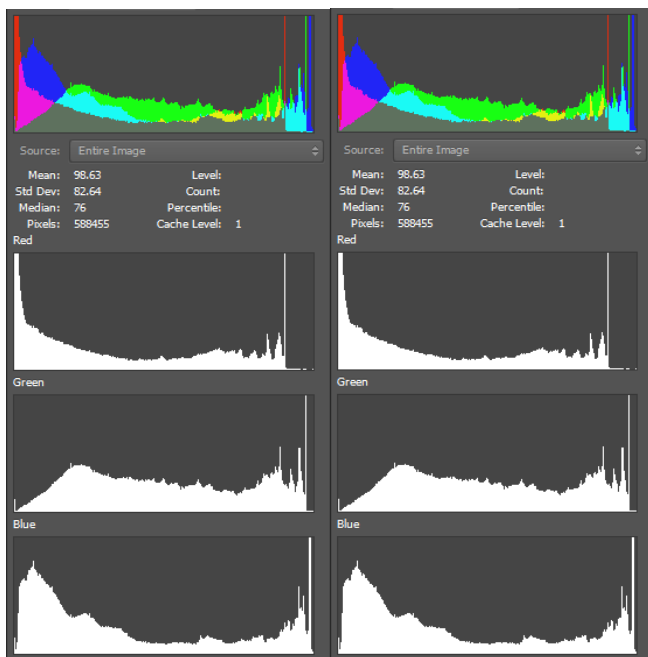 Source: Entire Image
Mean: 98.63 Level:
Std Dev: 82.64 Count:
Median: 76 Percentile:
Pixels: 588455 Cache Level: 1
Red
Green
Blue
Source: Entire Image
Mean: 98.63 Level:
Std Dev: 82.64 Count:
Median: 76 Percentile:
Pixels: 588455 Cache Level: 1
Red
Green
Blue